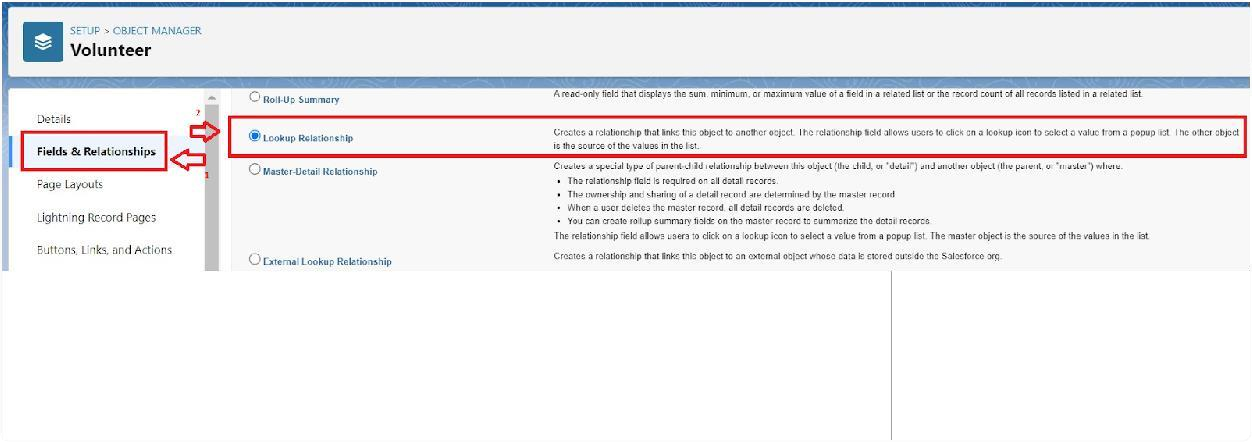 SETUP > OBJECT MANAGER
Volunteer
Details
Fields & Relationships
Page Layouts
Lightning Record Pages
Buttons, Links, and Actions
2
1
Roll-Up Summary
A read-only field that displays the sum, minimum, or maximum value of a field in a related list or the record count of all records listed in a related list.
Lookup Relationship
Creates a relationship that links this object to another object. The relationship field allows users to click on a lookup icon to select a value from a popup list. The other object
is the source of the values in the list.
Master-Detail Relationship
Creates a special type of parent-child relationship between this object (the child, or "detail") and another object (the parent, or "master") where:
• The relationship field is required on all detail records.
• The ownership and sharing of a detail record are determined by the master record.
• When a user deletes the master record, all detail records are deleted.
• You can create rollup summary fields on the master record to summarize the detail records.
The relationship field allows users to click on a lookup icon to select a value from a popup list. The master object is the source of the values in the list.
External Lookup Relationship
Creates a relationship that links this object to an external object whose data is stored outside the Salesforce org.